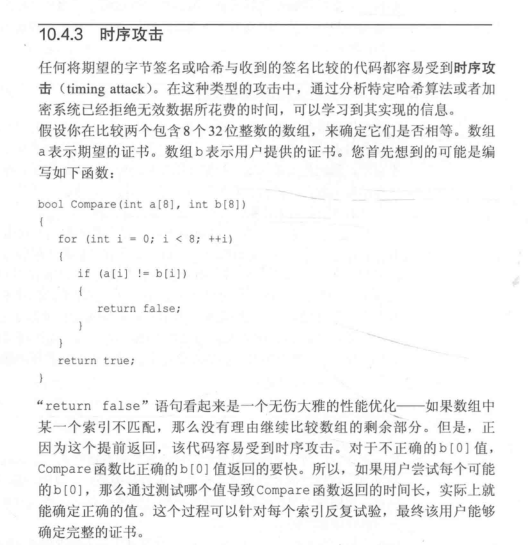 10.4.3 时序攻击
任何将期望的字节签名或哈希与收到的签名比较的代码都容易受到时序攻
击（timing attack）。在这种类型的攻击中，通过分析特定哈希算法或者加
密系统已经拒绝无效数据所花费的时间，可以学习到其实现的信息。
假设你在比较两个包含8个32位整数的数组，来确定它们是否相等。数组
a表示期望的证书。数组b表示用户提供的证书。您首先想到的可能是编
写如下函数：
bool Compare(int a[8], int b[8])
{
for (int i = 0; i < 8; ++i)
{
if (a[i] != b[i])
{
return false;
}
}
return true;
}
“return false”语句看起来是一个无伤大雅的性能优化——如果数组中
某一个索引不匹配，那么没有理由继续比较数组的剩余部分。但是，正
因为这个提前返回，该代码容易受到时序攻击。对于不正确的b[0]值，
Compare函数比正确的b[0]值返回的要快。所以，如果用户尝试每个可能
的b[0]，那么通过测试哪个值导致Compare函数返回的时间长，实际上就
能确定正确的值。这个过程可以针对每个索引反复试验，最终该用户能够
确定完整的证书。